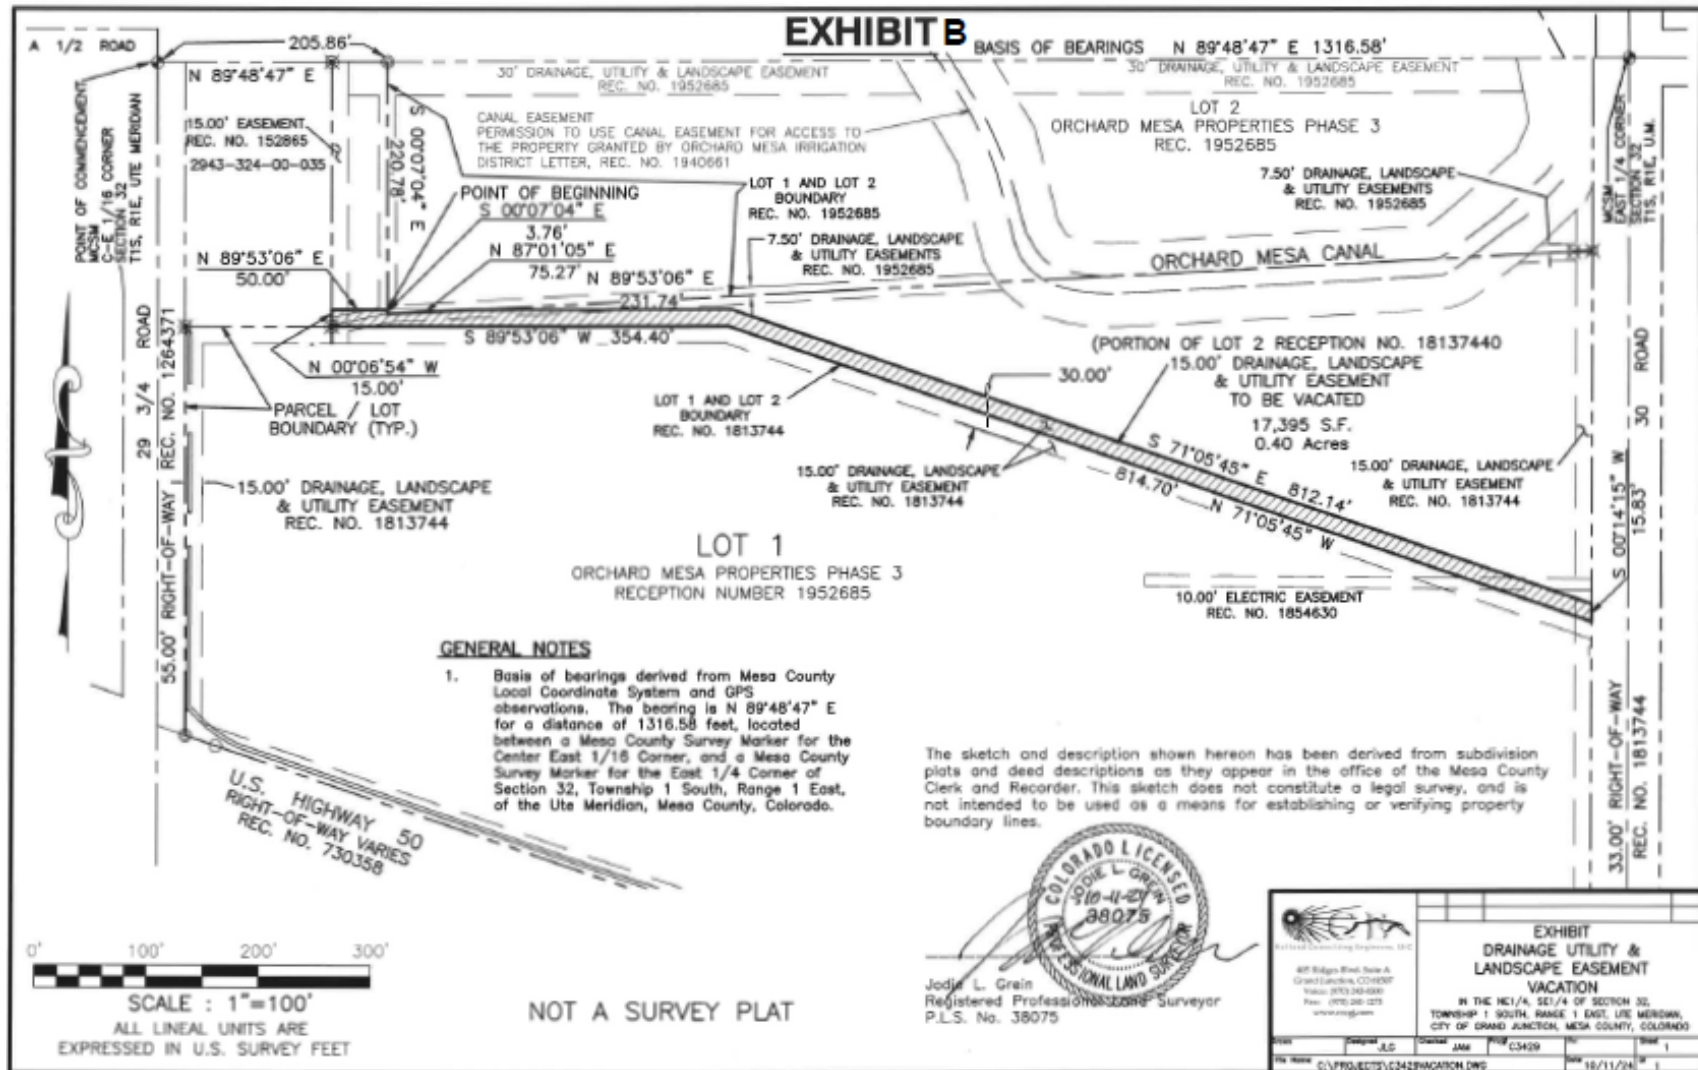 EXHIBIT B
A 1/2 ROAD
205.86'
N 89°48'47" E
BASIS OF BEARINGS N 89°48'47" E 1316.58'
30' DRAINAGE, UTILITY & LANDSCAPE EASEMENT
REC. NO. 1952685
30' DRAINAGE, UTILITY & LANDSCAPE EASEMENT
REC. NO. 1952685
POINT OF COMMENCEMENT,
MCSM
C-E 1/16 CORNER
SECTION 32
T1S, R1E, UTE MERIDIAN
15.00' EASEMENT
REC. NO. 152865
2943-324-00-035
S 00°07'04" E
220.78'
CANAL EASEMENT
PERMISSION TO USE CANAL EASEMENT FOR ACCESS TO
THE PROPERTY GRANTED BY ORCHARD MESA IRRIGATION
DISTRICT LETTER, REC. NO. 1940661
LOT 2
ORCHARD MESA PROPERTIES PHASE 3
REC. 1952685
7.50' DRAINAGE, LANDSCAPE
& UTILITY EASEMENTS
REC. NO. 1952685
MCSM
EAST 1/4 CORNER
SECTION 32
T1S, R1E, U.M.
POINT OF BEGINNING
S 00°07'04" E
3.76'
N 87°01'05" E
75.27'
LOT 1 AND LOT 2
BOUNDARY
REC. NO. 1952685
7.50' DRAINAGE, LANDSCAPE
& UTILITY EASEMENTS
REC. NO. 1952685
ORCHARD MESA CANAL
N 89°53'06" E
50.00'
N 89°53'06" E
231.74'
S 89°53'06" W 354.40'
N 00°06'54" W
15.00'
PARCEL / LOT
BOUNDARY (TYP.)
29 3/4 ROAD
55.00' RIGHT-OF-WAY REC. NO. 1264371
LOT 1 AND LOT 2
BOUNDARY
REC. NO. 1813744
30.00'
(PORTION OF LOT 2 RECEPTION NO. 18137440
15.00' DRAINAGE, LANDSCAPE
& UTILITY EASEMENT
TO BE VACATED
17,395 S.F.
0.40 Acres
30 ROAD
15.00' DRAINAGE, LANDSCAPE
& UTILITY EASEMENT
REC. NO. 1813744
15.00' DRAINAGE, LANDSCAPE
& UTILITY EASEMENT
REC. NO. 1813744
S 71°05'45" E 812.14'
814.70' N 71°05'45" W
15.00' DRAINAGE, LANDSCAPE
& UTILITY EASEMENT
REC. NO. 1813744
S 00°14'15" W
15.83'
LOT 1
ORCHARD MESA PROPERTIES PHASE 3
RECEPTION NUMBER 1952685
10.00' ELECTRIC EASEMENT
REC. NO. 1854630
GENERAL NOTES
1. Basis of bearings derived from Mesa County
Local Coordinate System and GPS
observations. The bearing is N 89°48'47" E
for a distance of 1316.58 feet, located
between a Mesa County Survey Marker for the
Center East 1/16 Corner, and a Mesa County
Survey Marker for the East 1/4 Corner of
Section 32, Township 1 South, Range 1 East,
of the Ute Meridian, Mesa County, Colorado.
33.00' RIGHT-OF-WAY
REC. NO. 1813744
U.S. HIGHWAY 50
RIGHT-OF-WAY VARIES
REC. NO. 730358
The sketch and description shown hereon has been derived from subdivision
plats and deed descriptions as they appear in the office of the Mesa County
Clerk and Recorder. This sketch does not constitute a legal survey, and is
not intended to be used as a means for establishing or verifying property
boundary lines.
COLORADO LICENSED
JODIE L. GREIN
38075
PROFESSIONAL LAND SURVEYOR
Jodie L. Grein
Registered Professional Land Surveyor
P.L.S. No. 38075
0' 100' 200' 300'
SCALE : 1"=100'
ALL LINEAL UNITS ARE
EXPRESSED IN U.S. SURVEY FEET
NOT A SURVEY PLAT
EXHIBIT
DRAINAGE UTILITY &
LANDSCAPE EASEMENT
VACATION
IN THE NE1/4, SE1/4 OF SECTION 32,
TOWNSHIP 1 SOUTH, RANGE 1 EAST, UTE MERIDIAN,
CITY OF GRAND JUNCTION, MESA COUNTY, COLORADO
Designed JLG Checked JAM C3429 Sheet 1
File Name C:\PROJECTS\C3429\VACATION.DWG Date 10/11/24 of 1